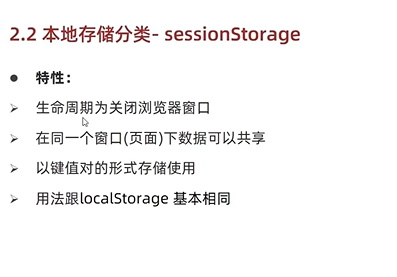 2.2 本地存储分类- sessionStorage
特性：
生命周期为关闭浏览器窗口
在同一个窗口(页面)下数据可以共享
以键值对的形式存储使用
用法跟localStorage 基本相同